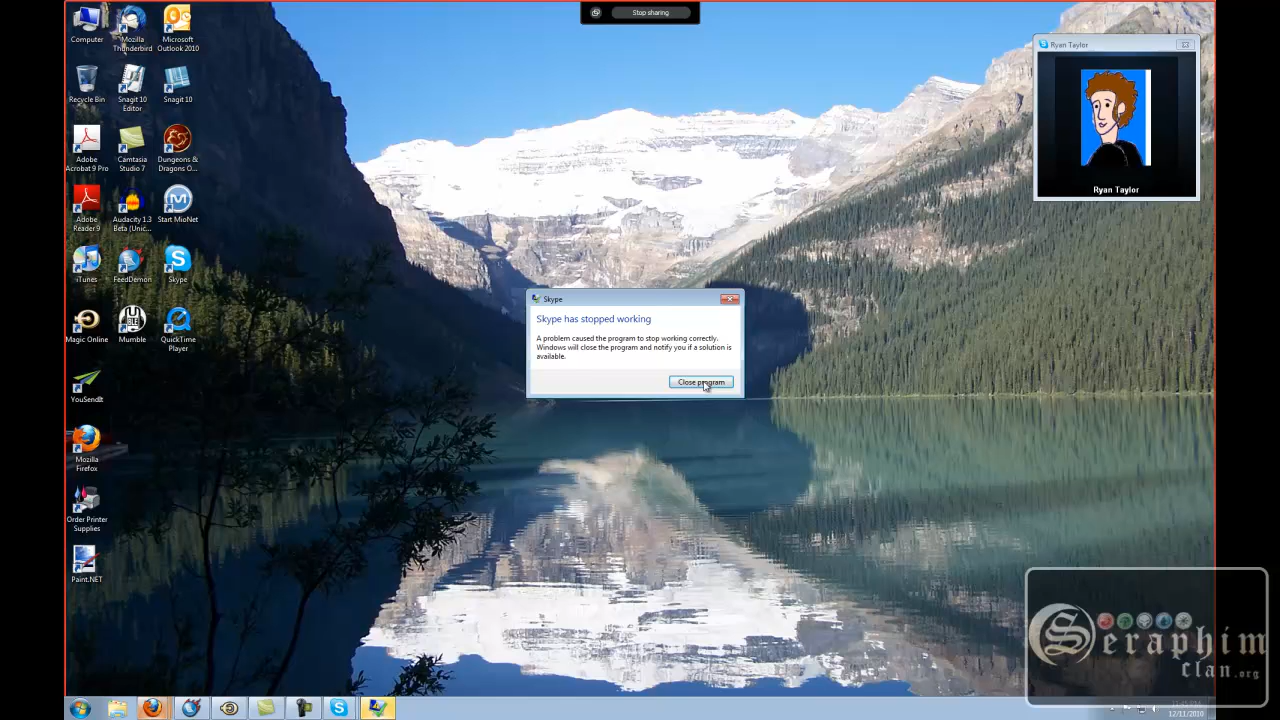 Stop sharing
Computer
Mozilla
Thunderbird
Microsoft
Outlook 2010
Recycle Bin
Snagit 10
Editor
Snagit 10
Adobe
Acrobat 9 Pro
Camtasia
Studio 7
Dungeons &
Dragons O...
Adobe
Reader 9
Audacity 1.3
Beta (Unic...
Start MioNet
iTunes
FeedDemon
Skype
Magic Online
Mumble
QuickTime
Player
YouSendIt
Mozilla
Firefox
Order Printer
Supplies
Paint.NET
Ryan Taylor
Ryan Taylor
Skype
Skype has stopped working
A problem caused the program to stop working correctly.
Windows will close the program and notify you if a solution is
available.
Close program
Seraphim
clan.org
12/11/2010